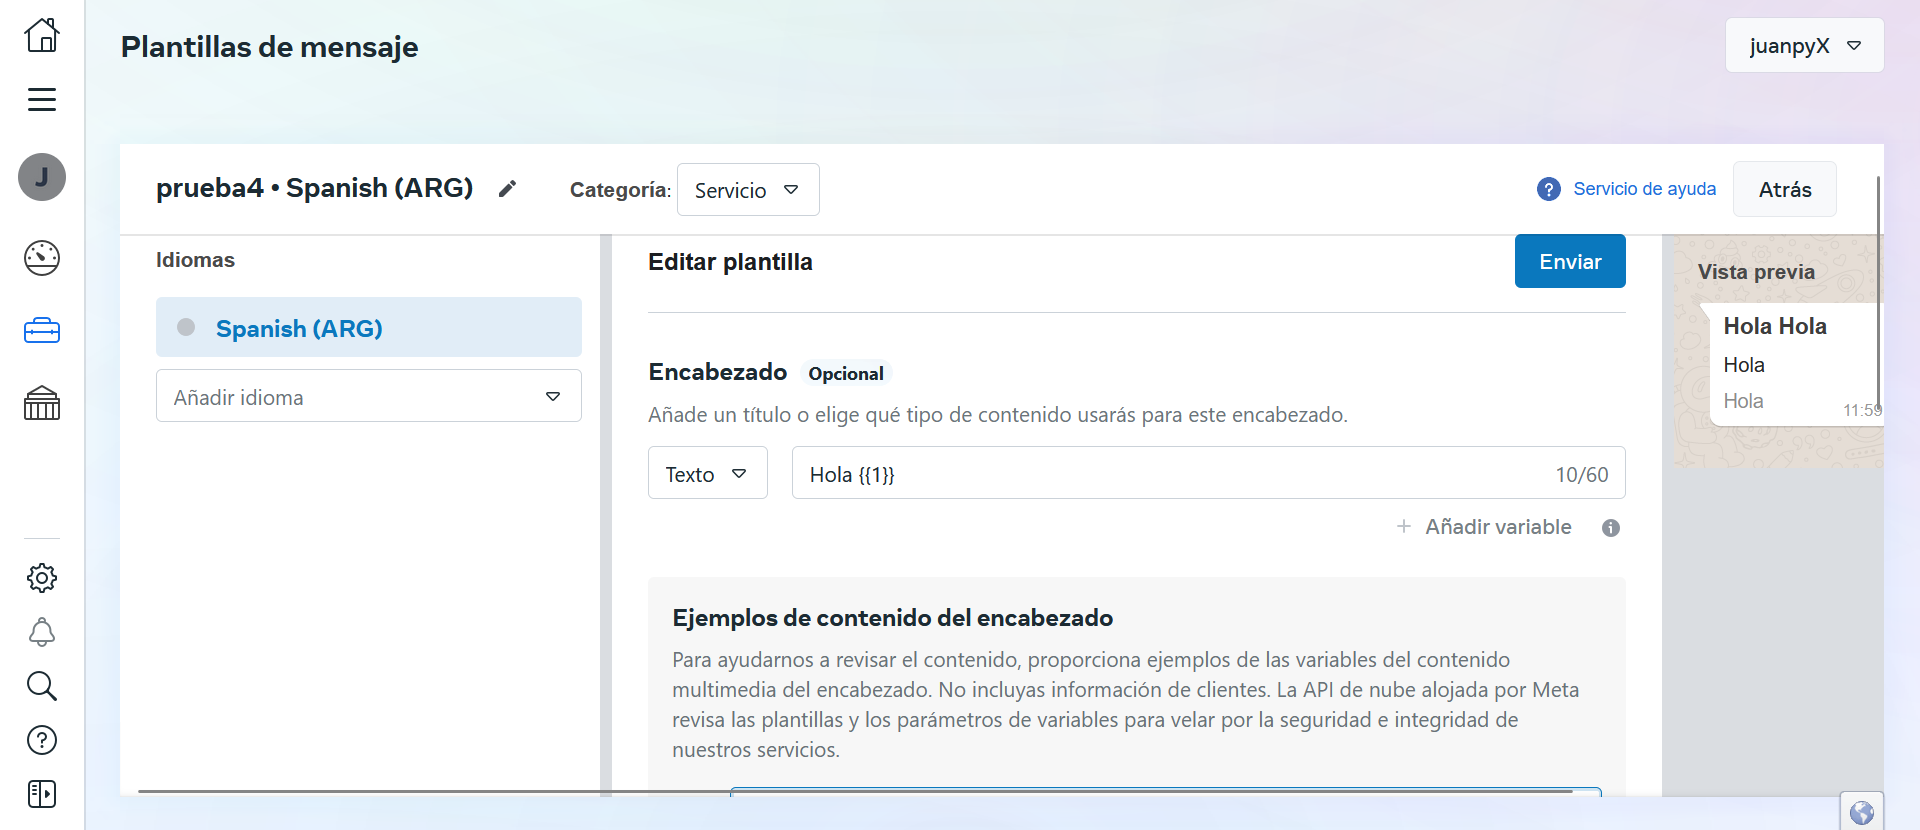 Plantillas de mensaje
juanpyX
J
prueba4 • Spanish (ARG)
Categoría:
Servicio
?
Servicio de ayuda
Atrás
Idiomas
Spanish (ARG)
Añadir idioma
Editar plantilla
Enviar
Encabezado
Opcional
Añade un título o elige qué tipo de contenido usarás para este encabezado.
Texto
Hola {{1}}
10/60
+ Añadir variable
Ejemplos de contenido del encabezado
Para ayudarnos a revisar el contenido, proporciona ejemplos de las variables del contenido
multimedia del encabezado. No incluyas información de clientes. La API de nube alojada por Meta
revisa las plantillas y los parámetros de variables para velar por la seguridad e integridad de
nuestros servicios.
Vista previa
Hola Hola
Hola
Hola
11:59